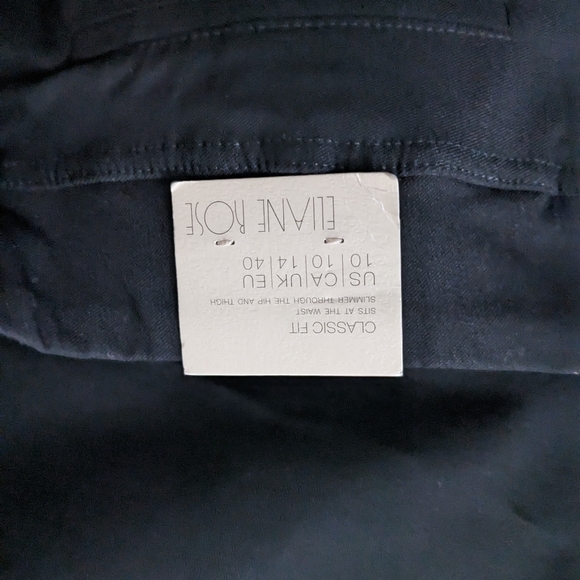 ELIANE ROSE
US|CA|UK|EU
10|10|14|40
CLASSIC FIT
SITS AT THE WAIST
SLIMMER THROUGH THE HIP AND THIGH